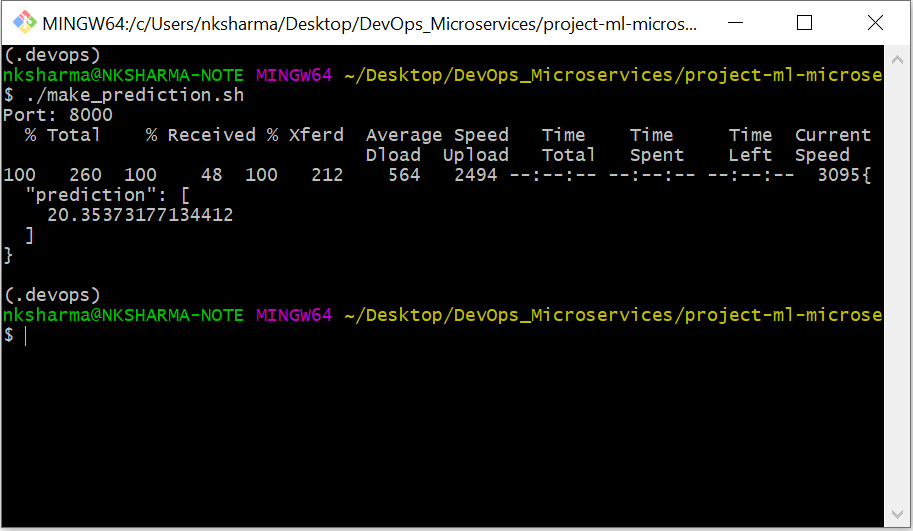 MINGW64:/c/Users/nksharma/Desktop/DevOps_Microservices/project-ml-micros...
(.devops)
nksharma@NKSHARMA-NOTE MINGW64 ~/Desktop/DevOps_Microservices/project-ml-microse
$ ./make_prediction.sh
Port: 8000
  % Total    % Received % Xferd  Average Speed   Time    Time     Time  Current
                                 Dload  Upload   Total   Spent    Left  Speed
100   260  100    48  100   212    564   2494 --:--:-- --:--:-- --:--:--  3095{
  "prediction": [
    20.35373177134412
  ]
}
(.devops)
nksharma@NKSHARMA-NOTE MINGW64 ~/Desktop/DevOps_Microservices/project-ml-microse
$